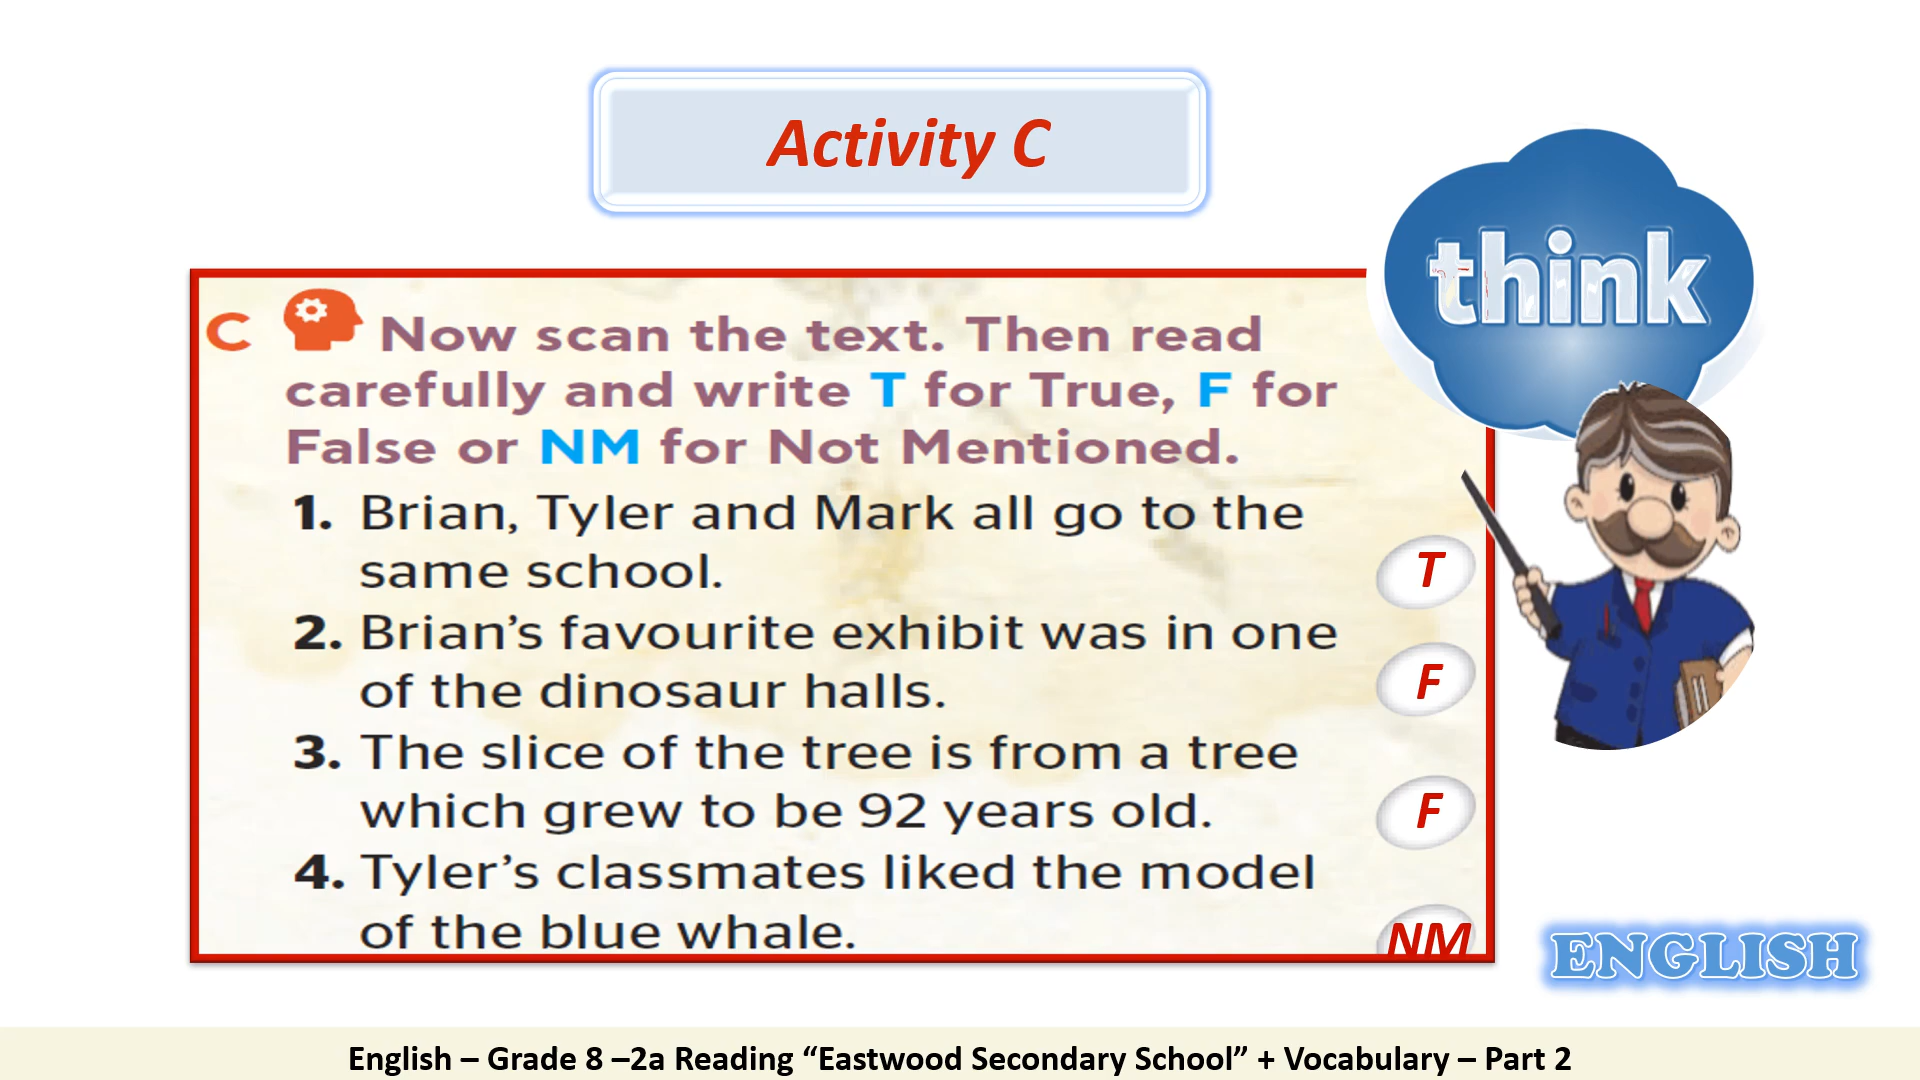 Activity C
think
C Now scan the text. Then read
carefully and write T for True, F for
False or NM for Not Mentioned.
1. Brian, Tyler and Mark all go to the
same school.
T
2. Brian’s favourite exhibit was in one
of the dinosaur halls.
F
3. The slice of the tree is from a tree
which grew to be 92 years old.
F
4. Tyler’s classmates liked the model
of the blue whale.
NM
ENGLISH
English – Grade 8 –2a Reading “Eastwood Secondary School” + Vocabulary – Part 2